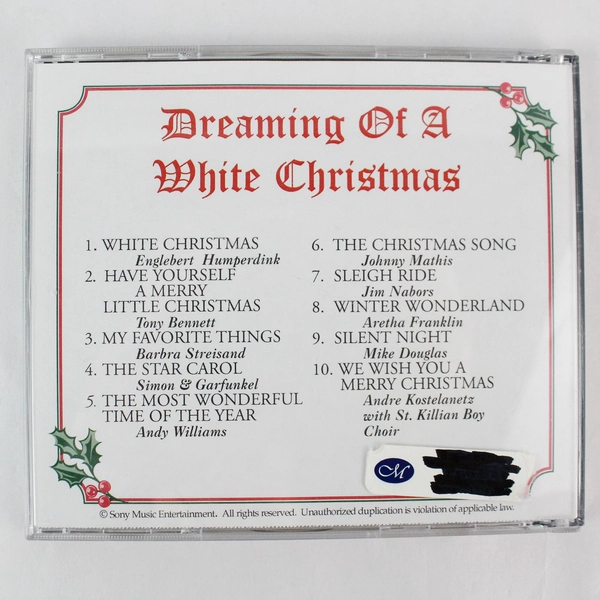 Dreaming Of A
White Christmas
1. WHITE CHRISTMAS
Englebert Humperdink
2. HAVE YOURSELF
A MERRY
LITTLE CHRISTMAS
Tony Bennett
3. MY FAVORITE THINGS
Barbra Streisand
4. THE STAR CAROL
Simon & Garfunkel
5. THE MOST WONDERFUL
TIME OF THE YEAR
Andy Williams
6. THE CHRISTMAS SONG
Johnny Mathis
7. SLEIGH RIDE
Jim Nabors
8. WINTER WONDERLAND
Aretha Franklin
9. SILENT NIGHT
Mike Douglas
10. WE WISH YOU A
MERRY CHRISTMAS
Andre Kostelanetz
with St. Killian Boy
Choir
M
© Sony Music Entertainment. All rights reserved. Unauthorized duplication is violation of applicable law.